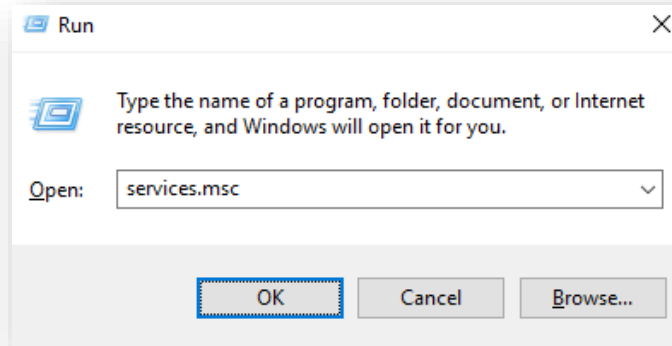 Run
Type the name of a program, folder, document, or Internet
resource, and Windows will open it for you.
Open: services.msc
OK Cancel Browse...